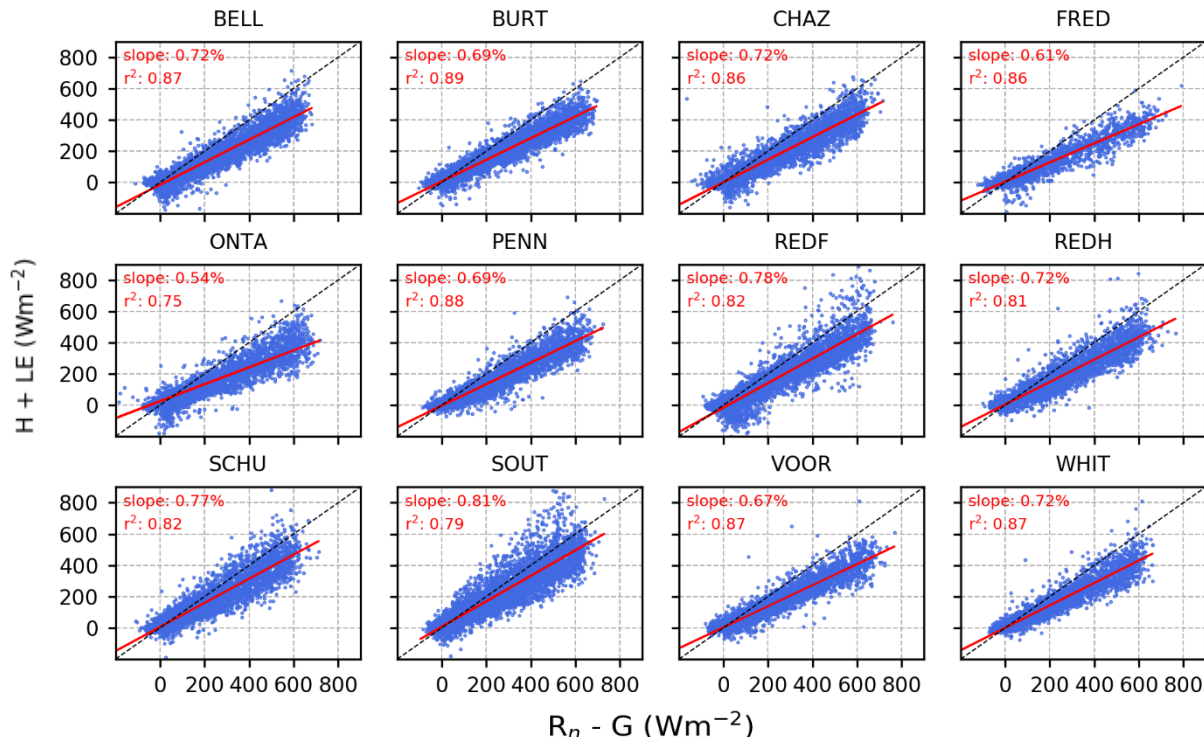 BELL
BURT
CHAZ
FRED
800
600
400
200
0
slope: 0.72%
r²: 0.87
slope: 0.69%
r²: 0.89
slope: 0.72%
r²: 0.86
slope: 0.61%
r²: 0.86
ONTA
PENN
REDF
REDH
800
600
400
200
0
slope: 0.54%
r²: 0.75
slope: 0.69%
r²: 0.88
slope: 0.78%
r²: 0.82
slope: 0.72%
r²: 0.81
SCHU
SOUT
VOOR
WHIT
800
600
400
200
0
slope: 0.77%
r²: 0.82
slope: 0.81%
r²: 0.79
slope: 0.67%
r²: 0.87
slope: 0.72%
r²: 0.87
0 200 400 600 800
0 200 400 600 800
0 200 400 600 800
0 200 400 600 800
H + LE (Wm⁻²)
Rₙ - G (Wm⁻²)